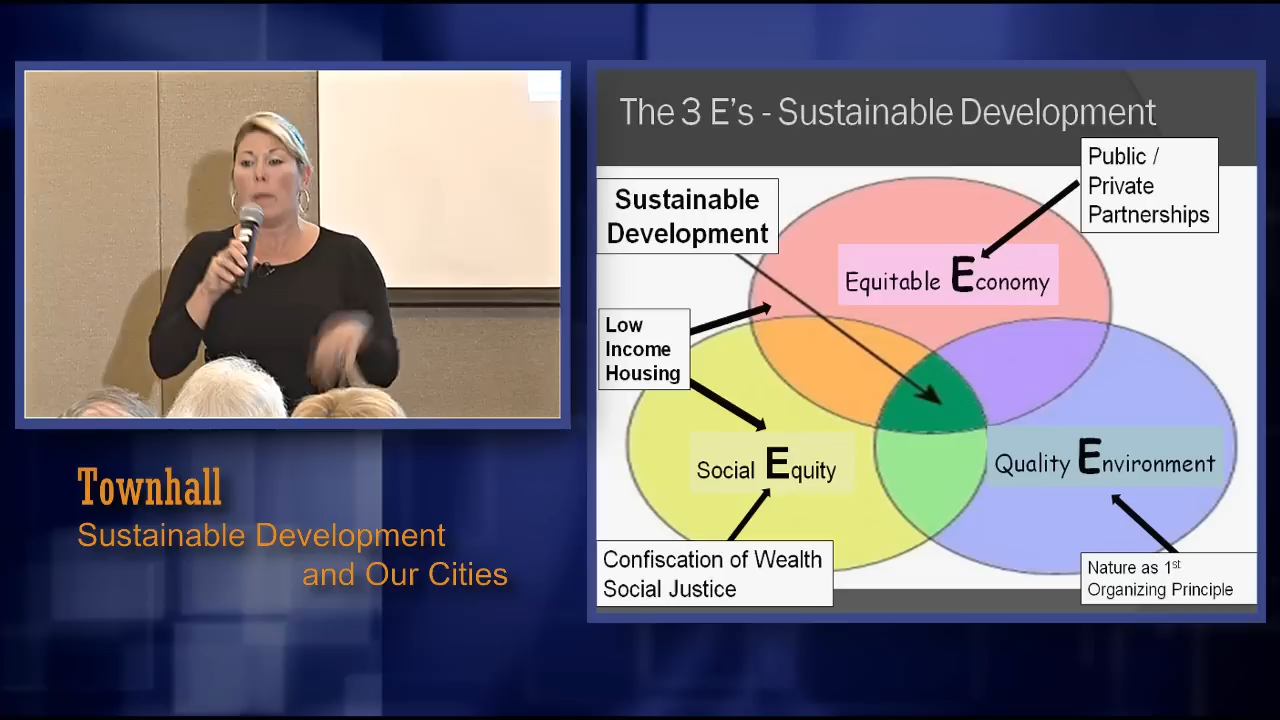 The 3 E's - Sustainable Development
Public /
Private
Partnerships
Sustainable
Development
Equitable Economy
Low
Income
Housing
Social Equity
Quality Environment
Confiscation of Wealth
Social Justice
Nature as 1st
Organizing Principle
Townhall
Sustainable Development
and Our Cities